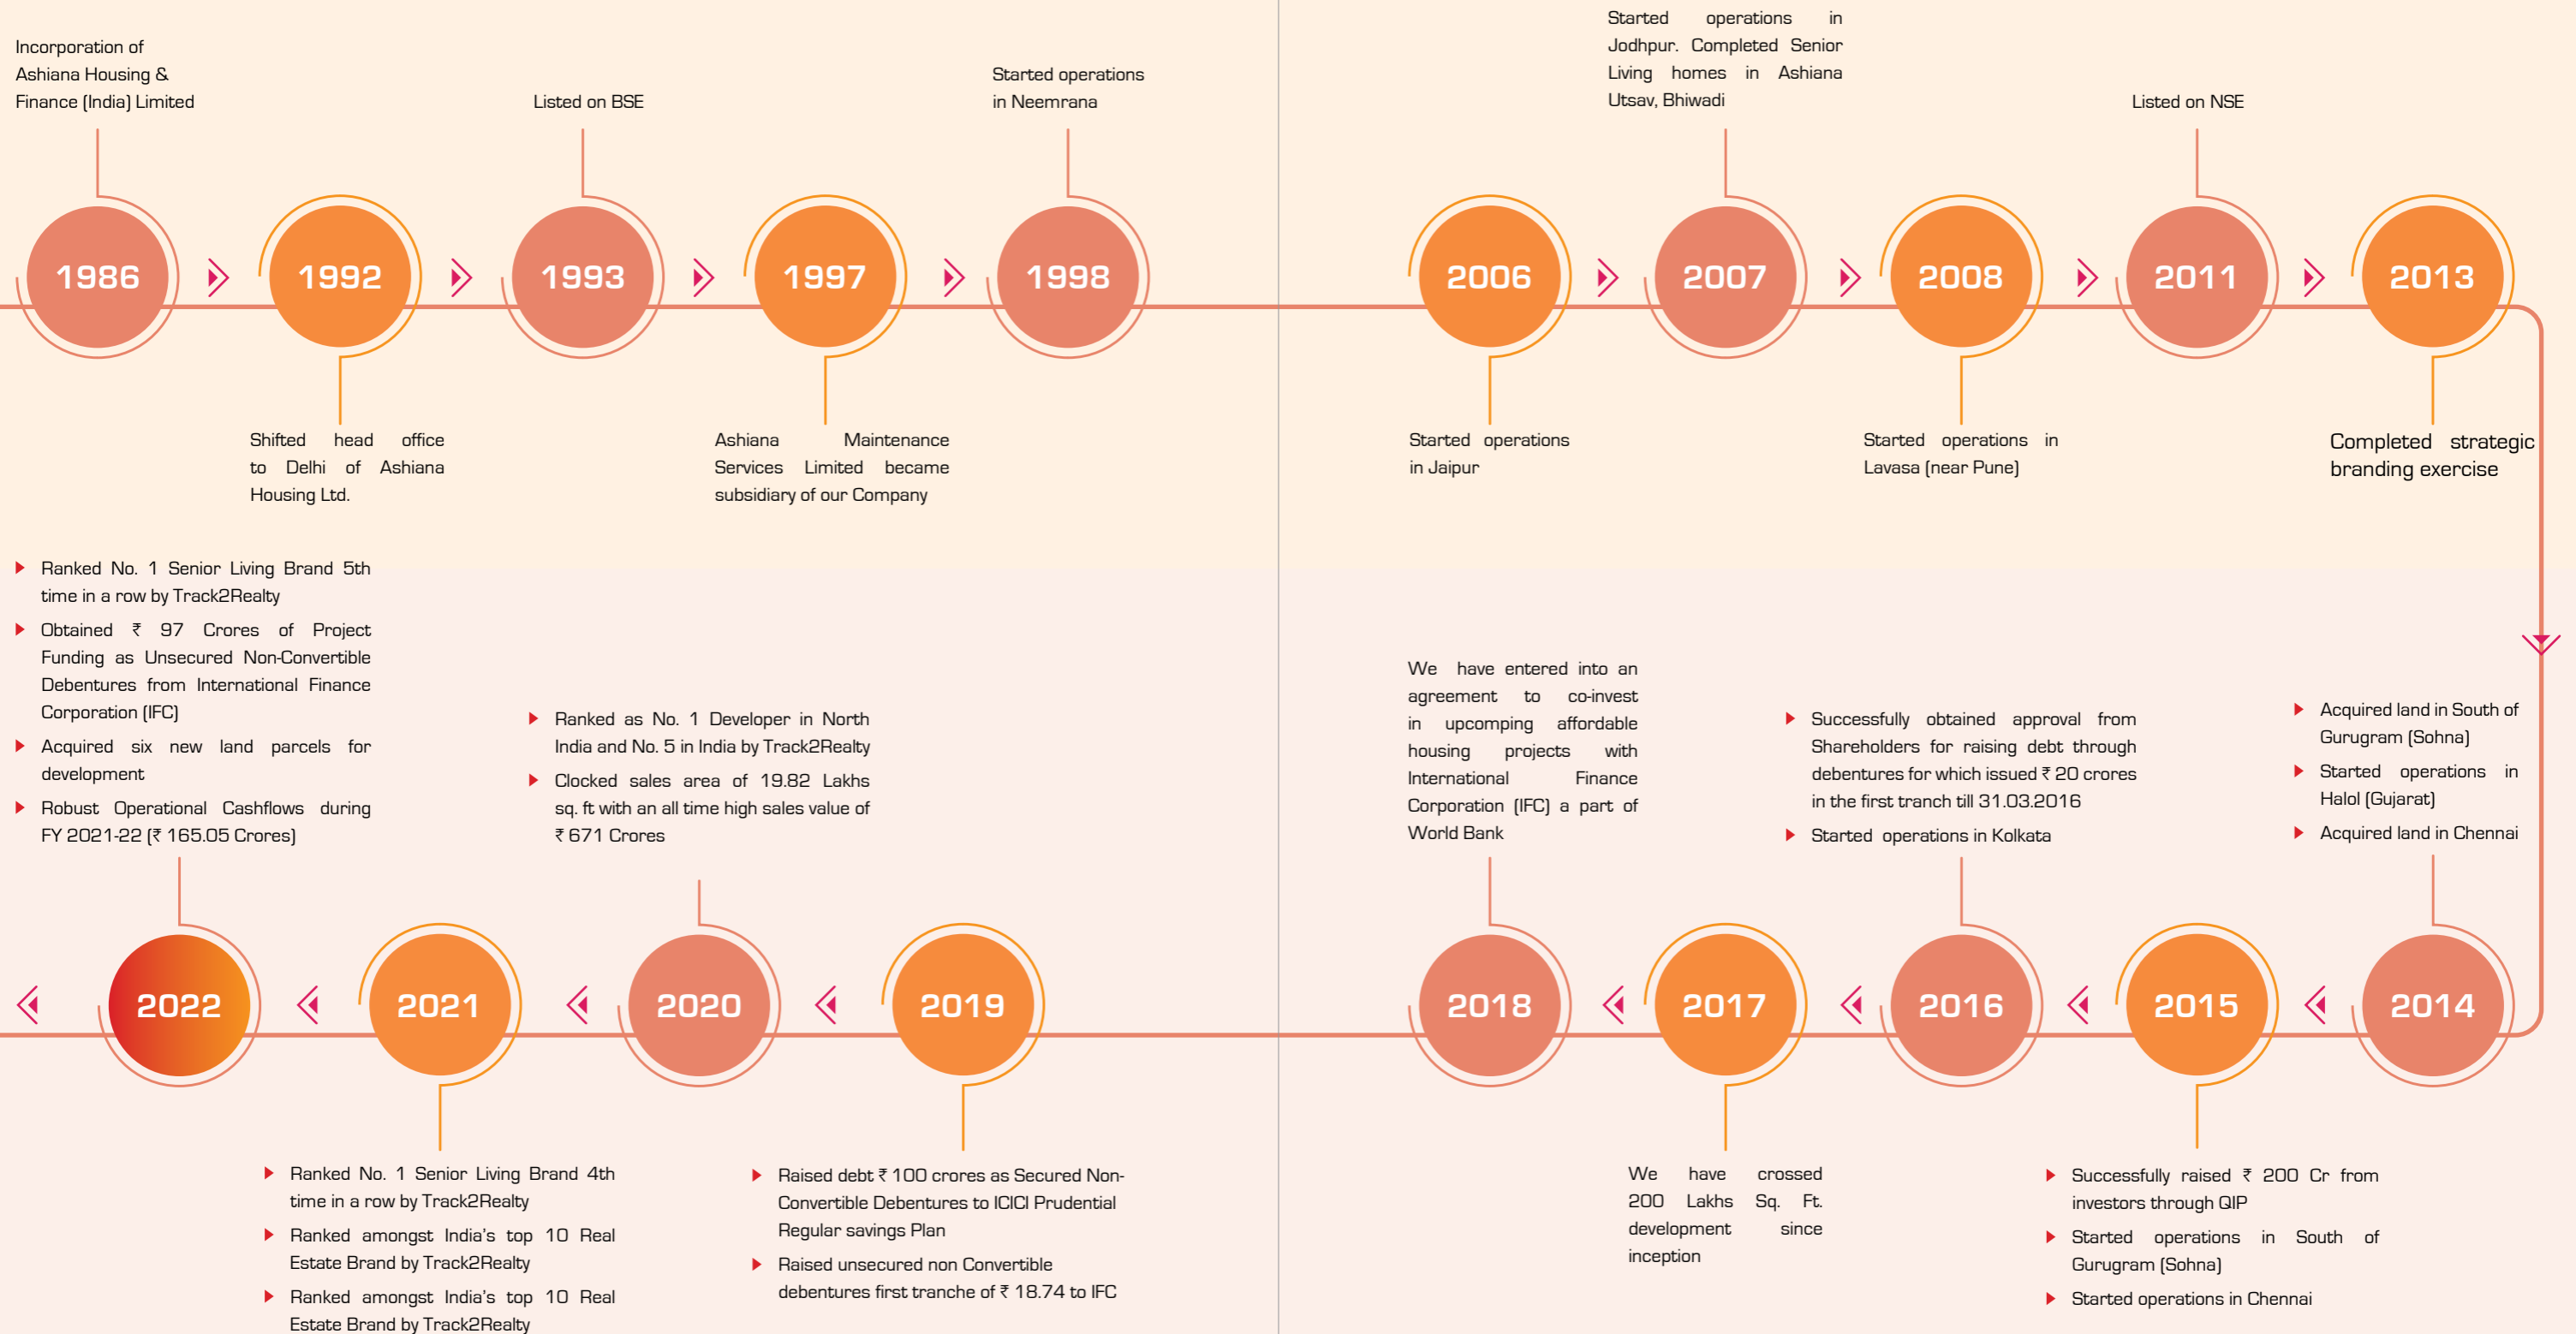 Incorporation of
Ashiana Housing &
Finance (India) Limited
1986
1992
Shifted head office
to Delhi of Ashiana
Housing Ltd.
Listed on BSE
1993
1997
Ashiana Maintenance
Services Limited became
subsidiary of our Company
Started operations
in Neemrana
1998
2006
Started operations
in Jaipur
Started operations in
Jodhpur. Completed Senior
Living homes in Ashiana
Utsav, Bhiwadi
2007
2008
Started operations in
Lavasa (near Pune)
Listed on NSE
2011
2013
Completed strategic
branding exercise
Acquired land in South of
Gurugram (Sohna)
Started operations in
Halol (Gujarat)
Acquired land in Chennai
2014
2015
Successfully raised ₹ 200 Cr from
investors through QIP
Started operations in South of
Gurugram (Sohna)
Started operations in Chennai
Successfully obtained approval from
Shareholders for raising debt through
debentures for which issued ₹ 20 crores
in the first tranch till 31.03.2016
Started operations in Kolkata
2016
2017
We have crossed
200 Lakhs Sq. Ft.
development since
inception
We have entered into an
agreement to co-invest
in upcomping affordable
housing projects with
International Finance
Corporation (IFC) a part of
World Bank
2018
2019
Raised debt ₹ 100 crores as Secured Non-
Convertible Debentures to ICICI Prudential
Regular savings Plan
Raised unsecured non Convertible
debentures first tranche of ₹ 18.74 to IFC
Ranked as No. 1 Developer in North
India and No. 5 in India by Track2Realty
Clocked sales area of 19.82 Lakhs
sq. ft with an all time high sales value of
₹ 671 Crores
2020
2021
Ranked No. 1 Senior Living Brand 4th
time in a row by Track2Realty
Ranked amongst India's top 10 Real
Estate Brand by Track2Realty
Ranked amongst India's top 10 Real
Estate Brand by Track2Realty
Ranked No. 1 Senior Living Brand 5th
time in a row by Track2Realty
Obtained ₹ 97 Crores of Project
Funding as Unsecured Non-Convertible
Debentures from International Finance
Corporation (IFC)
Acquired six new land parcels for
development
Robust Operational Cashflows during
FY 2021-22 (₹ 165.05 Crores)
2022